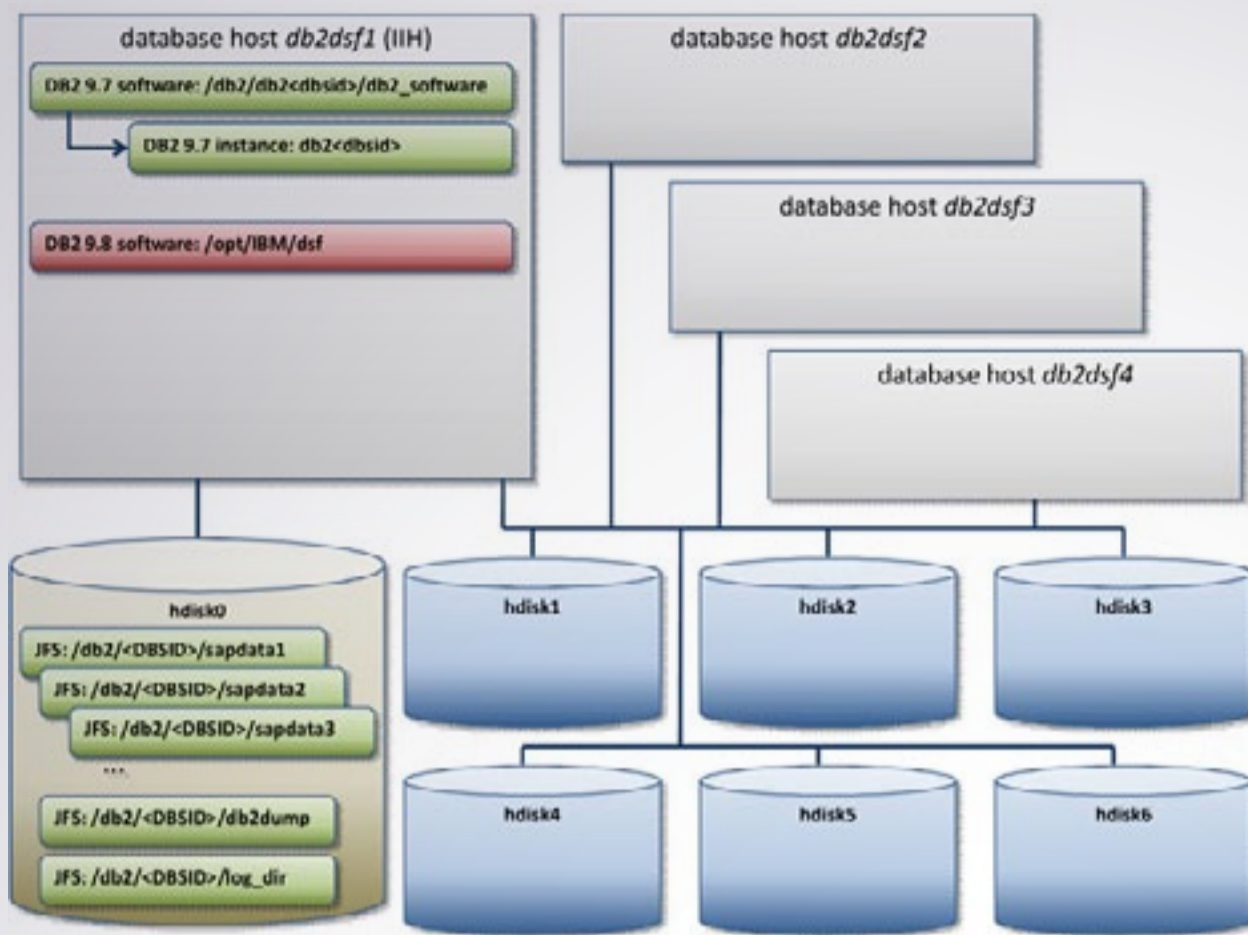 database host db2dsf1 (IIH)
DB2 9.7 software: /db2/db2<dbsid>/db2_software
DB2 9.7 instance: db2<dbsid>
DB2 9.8 software: /opt/IBM/dsf
database host db2dsf2
database host db2dsf3
database host db2dsf4
hdisk0
JFS: /db2/<DBSID>/sapdata1
JFS: /db2/<DBSID>/sapdata2
JFS: /db2/<DBSID>/sapdata3
...
JFS: /db2/<DBSID>/db2dump
JFS: /db2/<DBSID>/log_dir
hdisk1
hdisk2
hdisk3
hdisk4
hdisk5
hdisk6